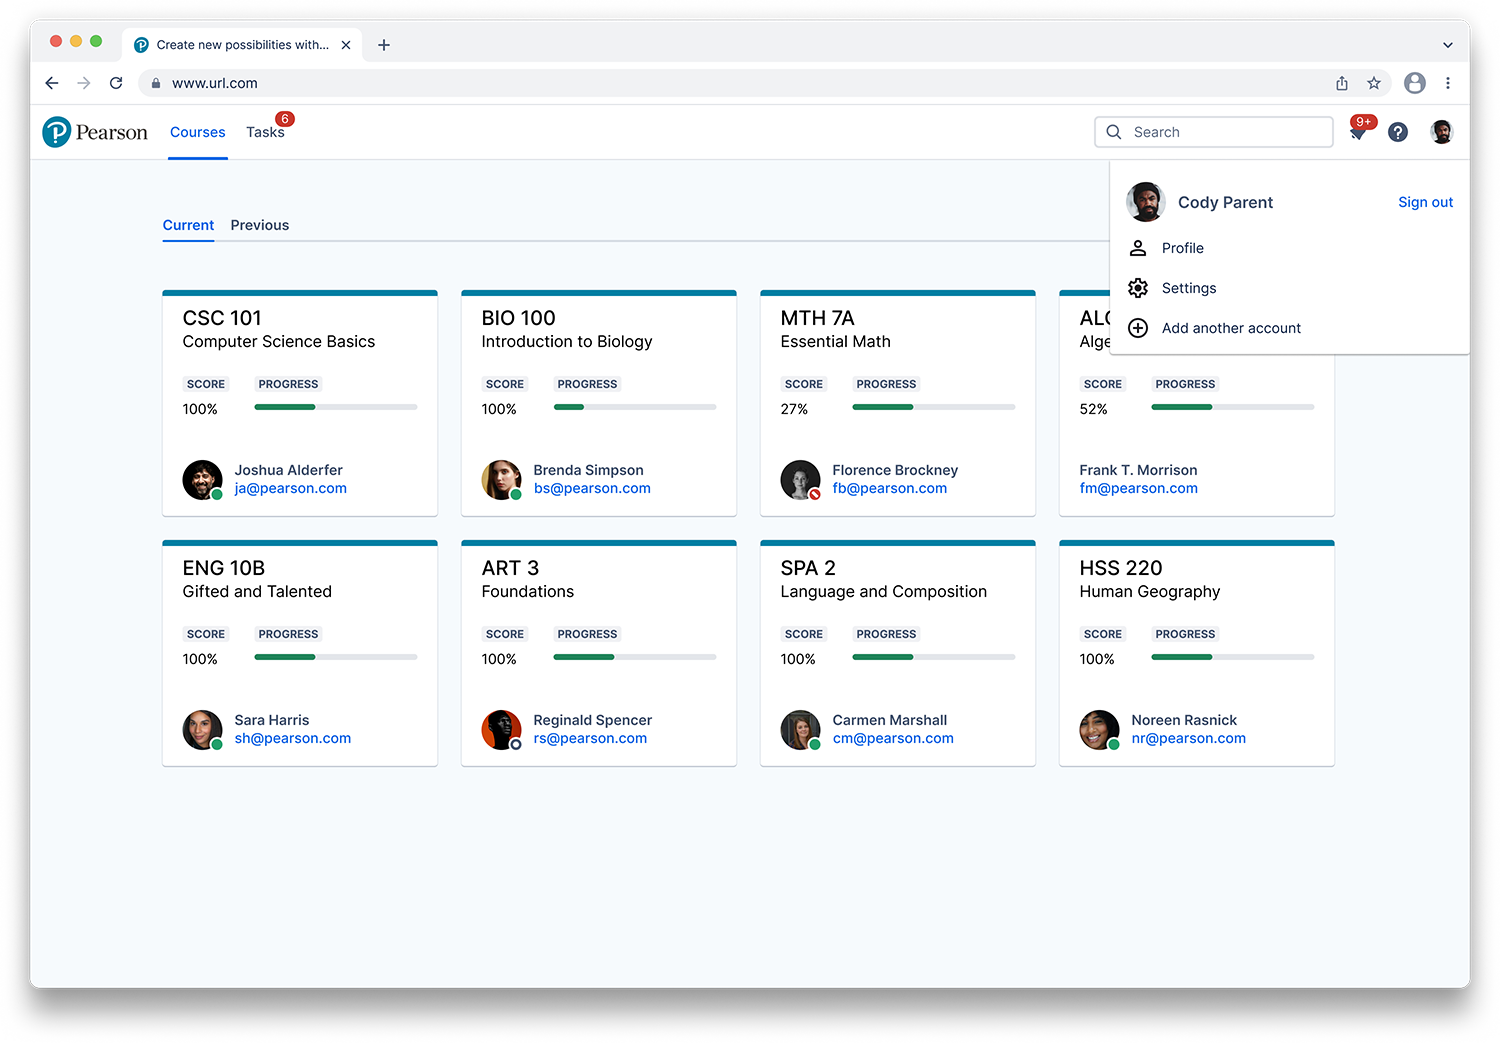 Create new possibilities with...
www.url.com
Pearson
Courses
Tasks
6
Search
9+
?
Cody Parent
Sign out
Profile
Settings
Add another account
Current
Previous
CSC 101
Computer Science Basics
SCORE
PROGRESS
100%
Joshua Alderfer
ja@pearson.com
BIO 100
Introduction to Biology
SCORE
PROGRESS
100%
Brenda Simpson
bs@pearson.com
MTH 7A
Essential Math
SCORE
PROGRESS
27%
Florence Brockney
fb@pearson.com
SCORE
PROGRESS
52%
Frank T. Morrison
fm@pearson.com
ENG 10B
Gifted and Talented
SCORE
PROGRESS
100%
Sara Harris
sh@pearson.com
ART 3
Foundations
SCORE
PROGRESS
100%
Reginald Spencer
rs@pearson.com
SPA 2
Language and Composition
SCORE
PROGRESS
100%
Carmen Marshall
cm@pearson.com
HSS 220
Human Geography
SCORE
PROGRESS
100%
Noreen Rasnick
nr@pearson.com